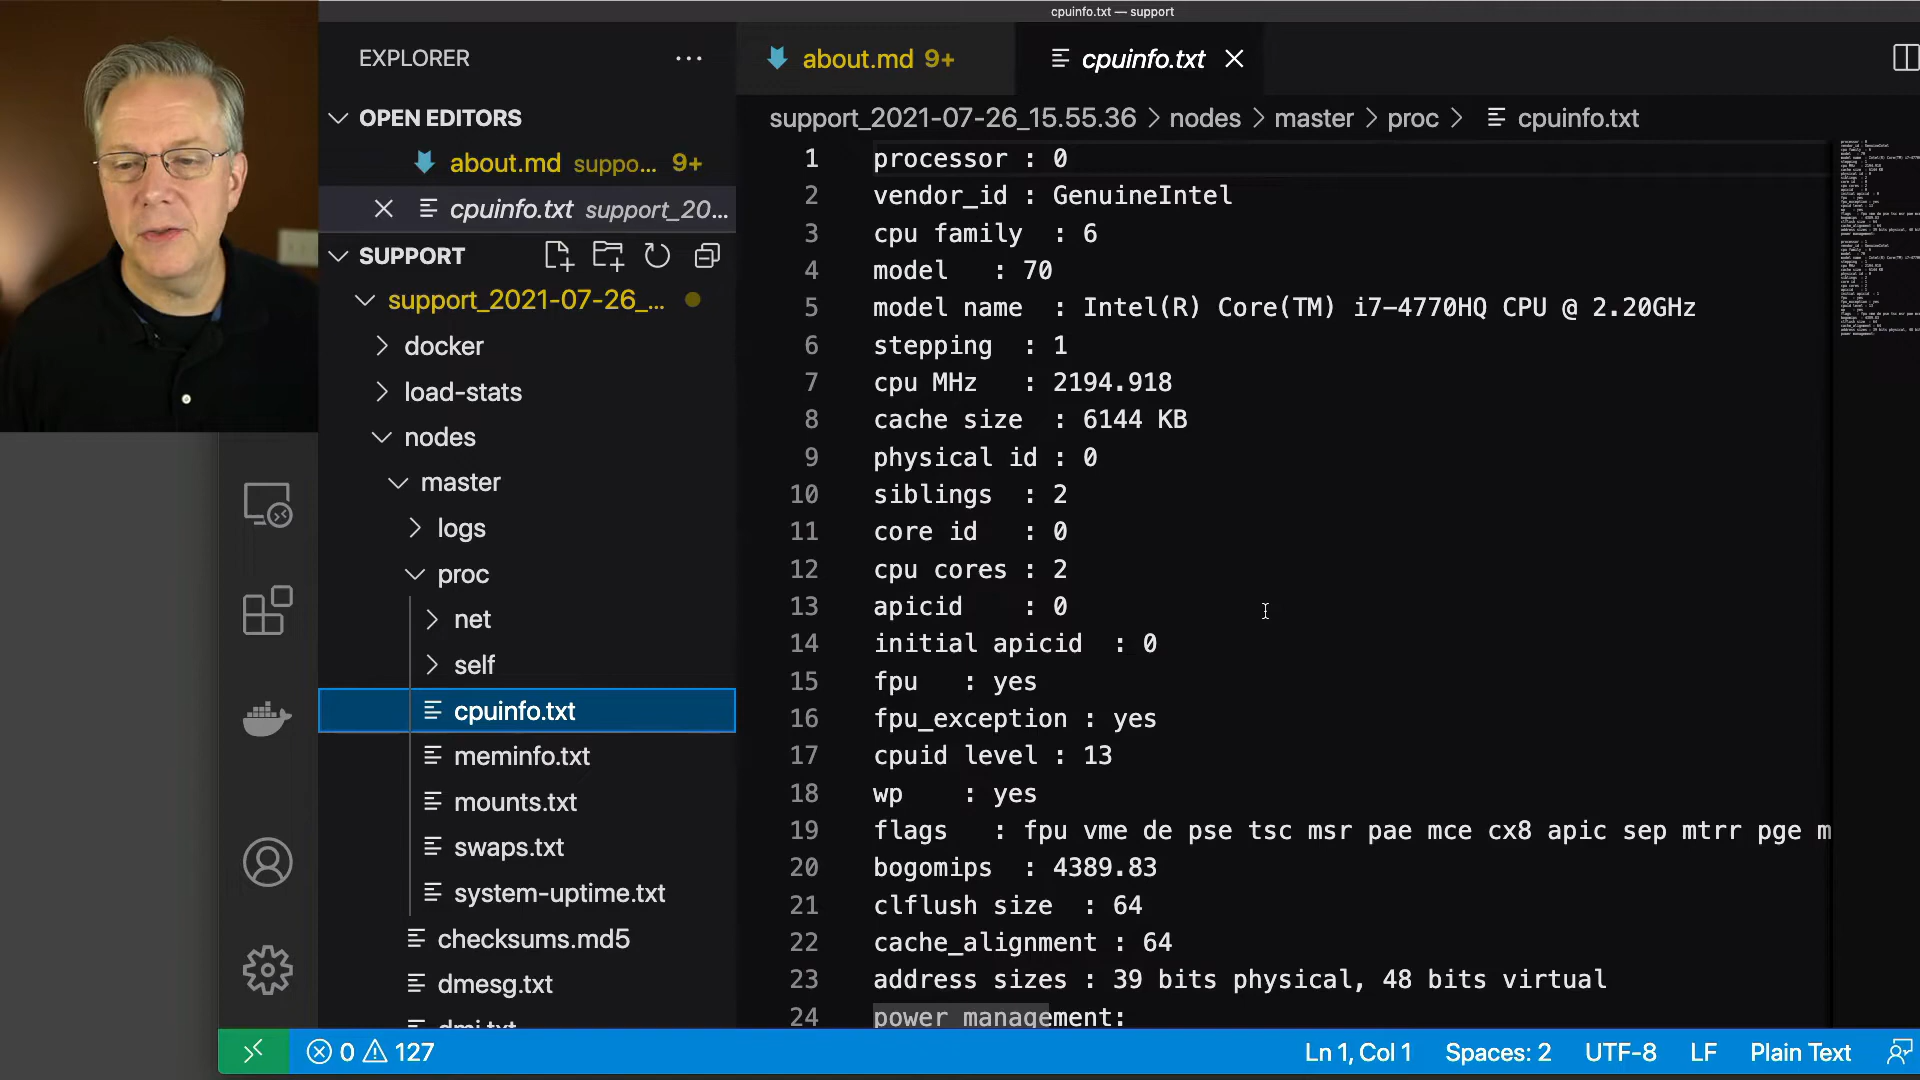 cpuinfo.txt — support
EXPLORER
OPEN EDITORS
about.md suppo... 9+
cpuinfo.txt support_20...
SUPPORT
support_2021-07-26_...
docker
load-stats
nodes
master
logs
proc
net
self
cpuinfo.txt
meminfo.txt
mounts.txt
swaps.txt
system-uptime.txt
checksums.md5
dmesg.txt
dmi.txt
about.md 9+
cpuinfo.txt
support_2021-07-26_15.55.36 > nodes > master > proc > cpuinfo.txt
1 processor : 0
2 vendor_id : GenuineIntel
3 cpu family : 6
4 model : 70
5 model name : Intel(R) Core(TM) i7-4770HQ CPU @ 2.20GHz
6 stepping : 1
7 cpu MHz : 2194.918
8 cache size : 6144 KB
9 physical id : 0
10 siblings : 2
11 core id : 0
12 cpu cores : 2
13 apicid : 0
14 initial apicid : 0
15 fpu : yes
16 fpu_exception : yes
17 cpuid level : 13
18 wp : yes
19 flags : fpu vme de pse tsc msr pae mce cx8 apic sep mtrr pge m
20 bogomips : 4389.83
21 clflush size : 64
22 cache_alignment : 64
23 address sizes : 39 bits physical, 48 bits virtual
24 power management:
0 127
Ln 1, Col 1 Spaces: 2 UTF-8 LF Plain Text